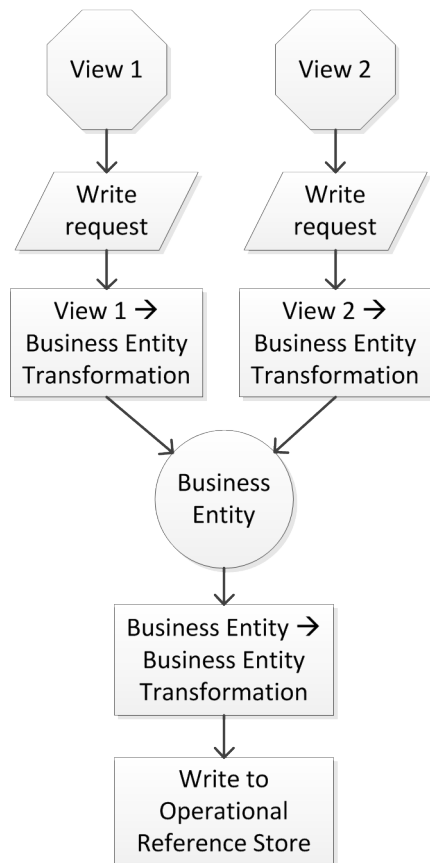 View 1
View 2
Write
request
Write
request
View 1 →
Business Entity
Transformation
View 2 →
Business Entity
Transformation
Business
Entity
Business Entity →
Business Entity
Transformation
Write to
Operational
Reference Store